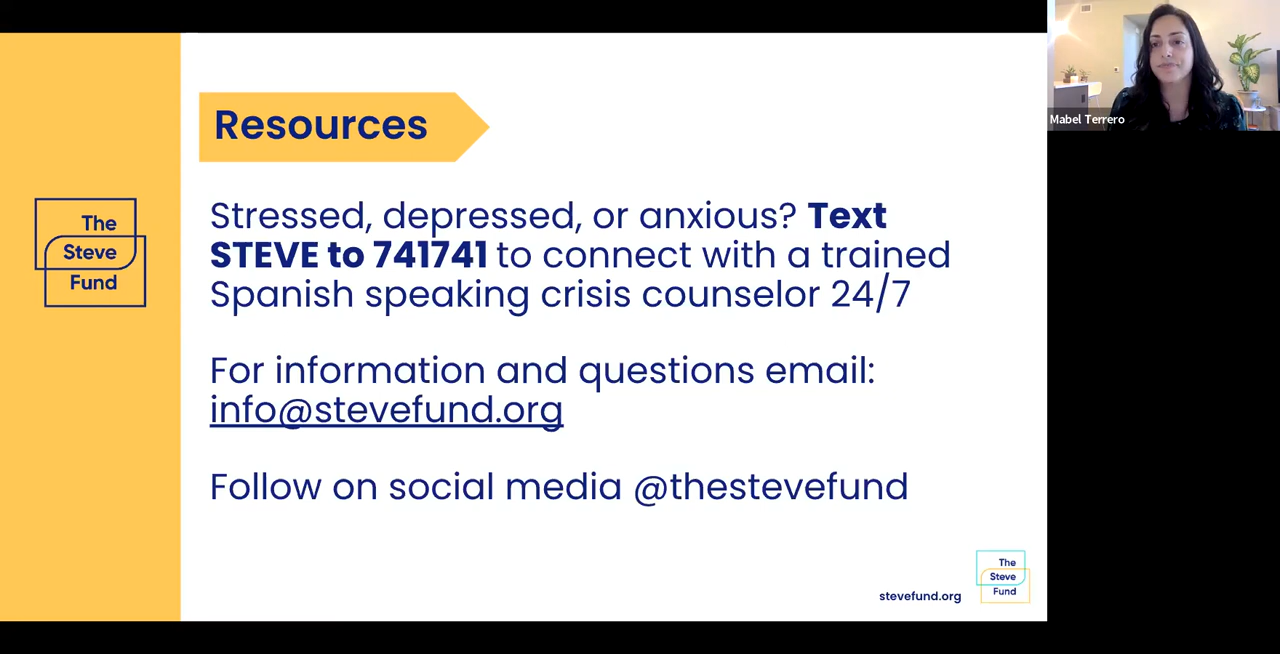 Resources
The
Steve
Fund
Stressed, depressed, or anxious? Text
STEVE to 741741 to connect with a trained
Spanish speaking crisis counselor 24/7
For information and questions email:
info@stevefund.org
Follow on social media @thestevefund
stevefund.org
The
Steve
Fund
Mabel Terrero